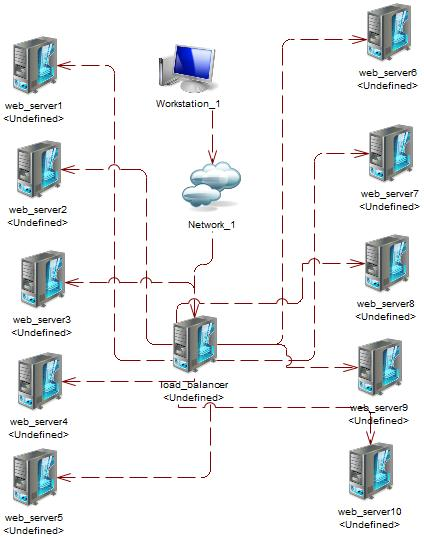 web_server1
<Undefined>
web_server2
<Undefined>
web_server3
<Undefined>
web_server4
<Undefined>
web_server5
<Undefined>
Workstation_1
Network_1
load_balancer
<Undefined>
web_server6
<Undefined>
web_server7
<Undefined>
web_server8
<Undefined>
web_server9
<Undefined>
web_server10
<Undefined>